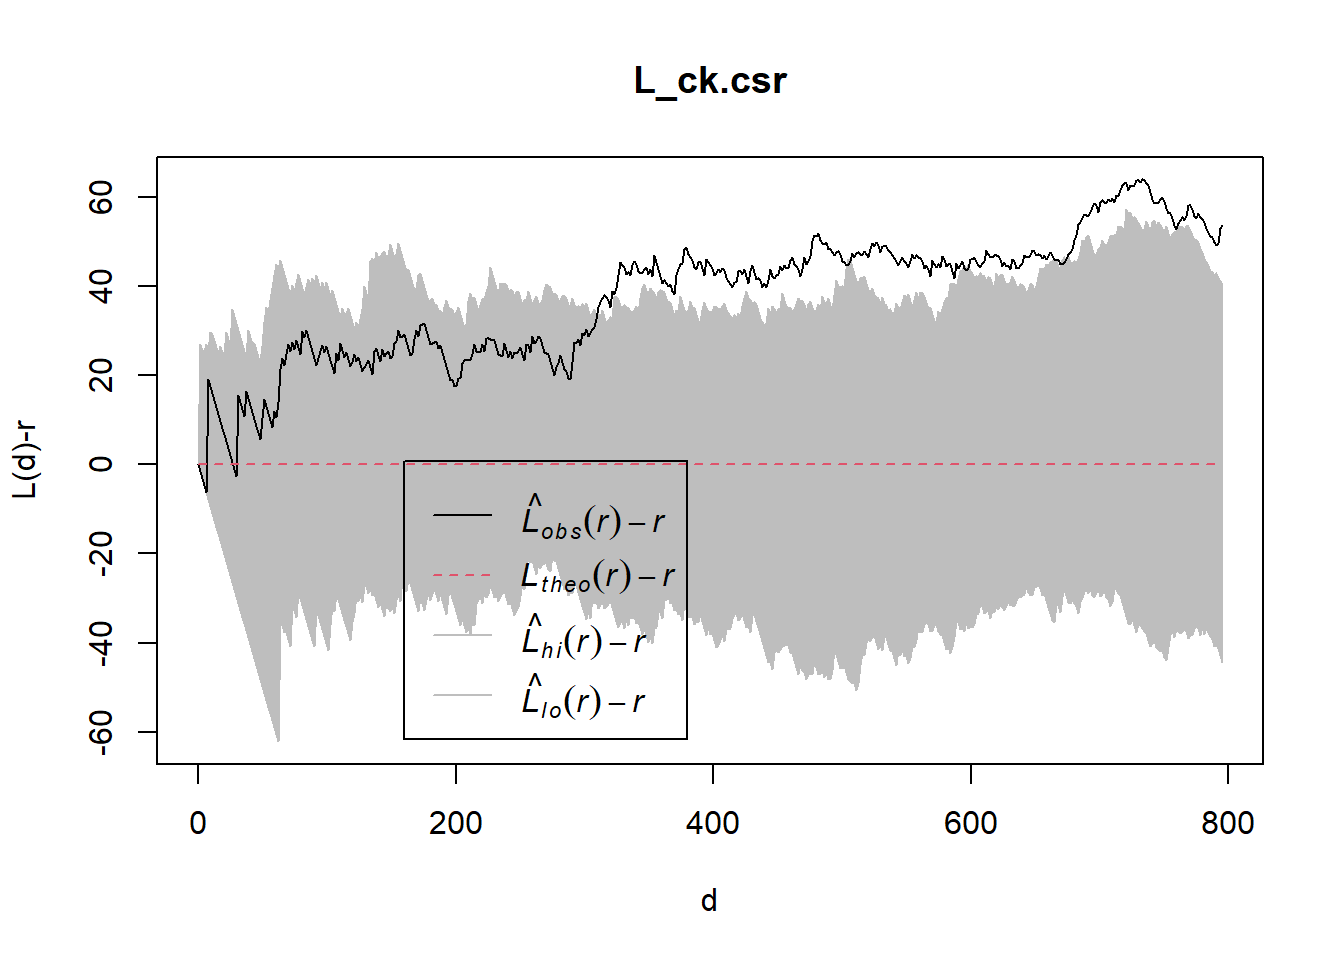 L_ck.csr
L(d)-r
60
40
20
0
-20
-40
-60
L̂obs(r) – r
Ltheo(r) – r
L̂hi(r) – r
L̂lo(r) – r
0 200 400 600 800
d